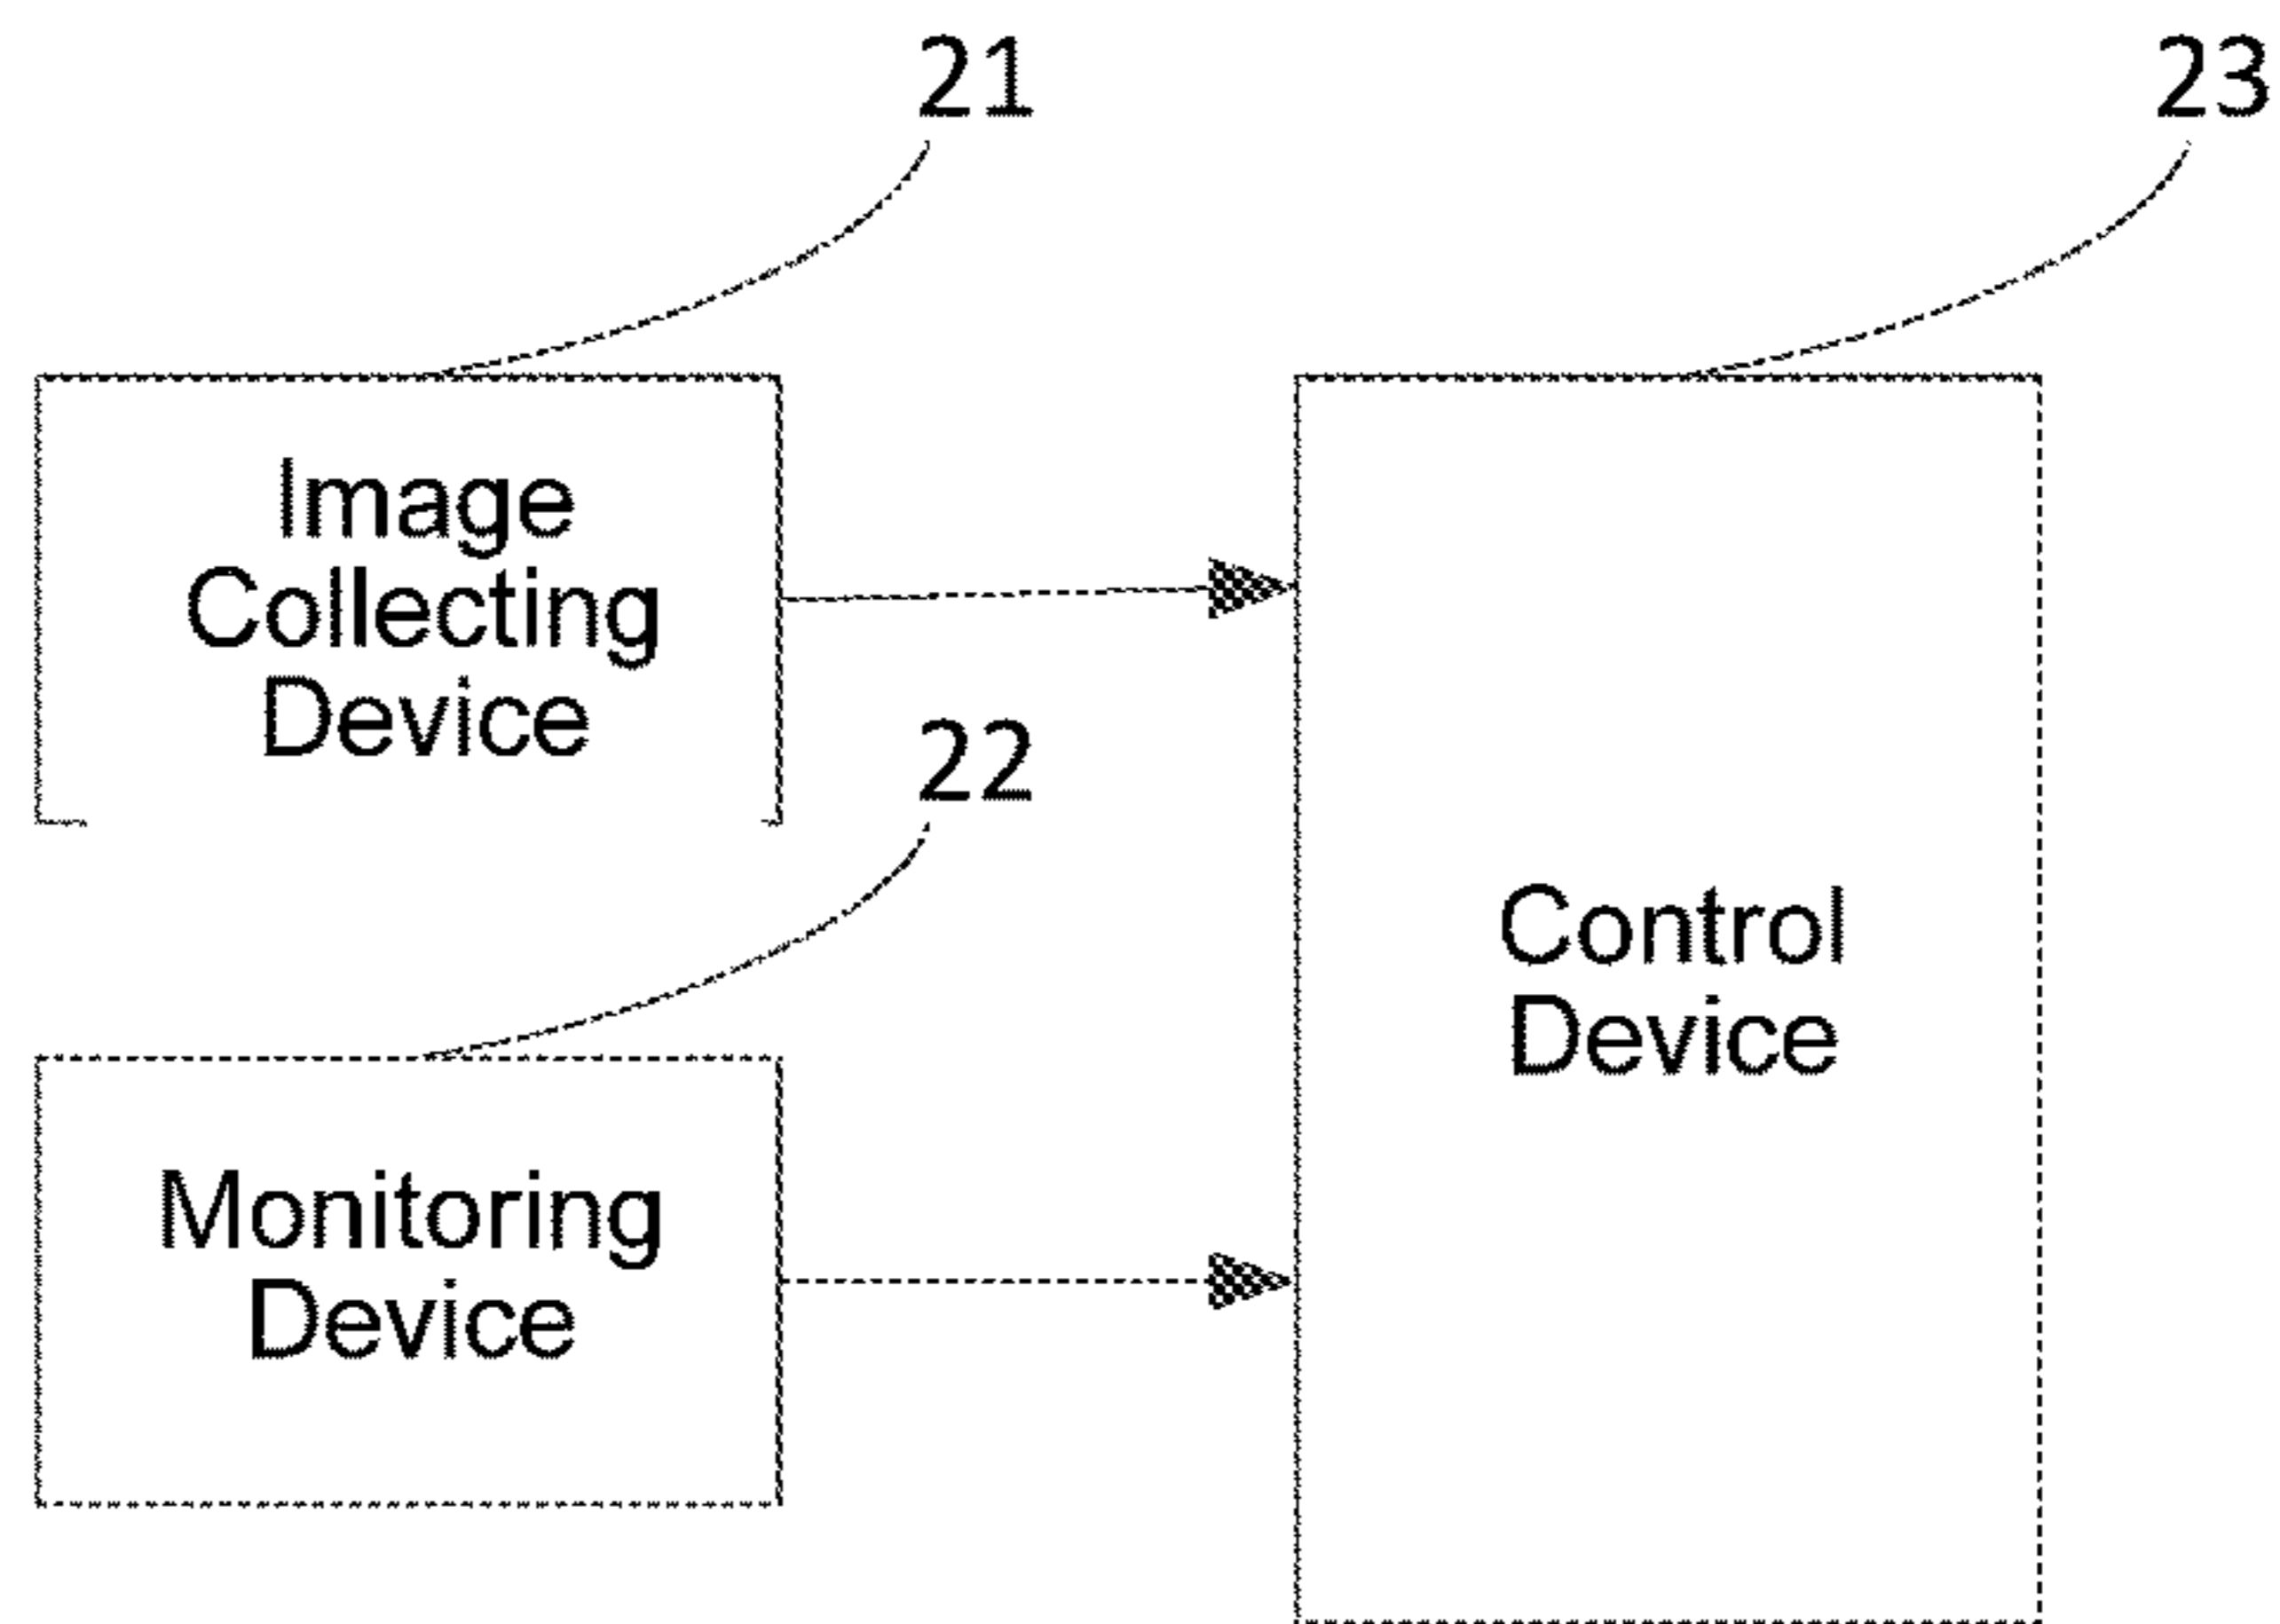 21
23
Image
Collecting
Device
22
Control
Device
Monitoring
Device